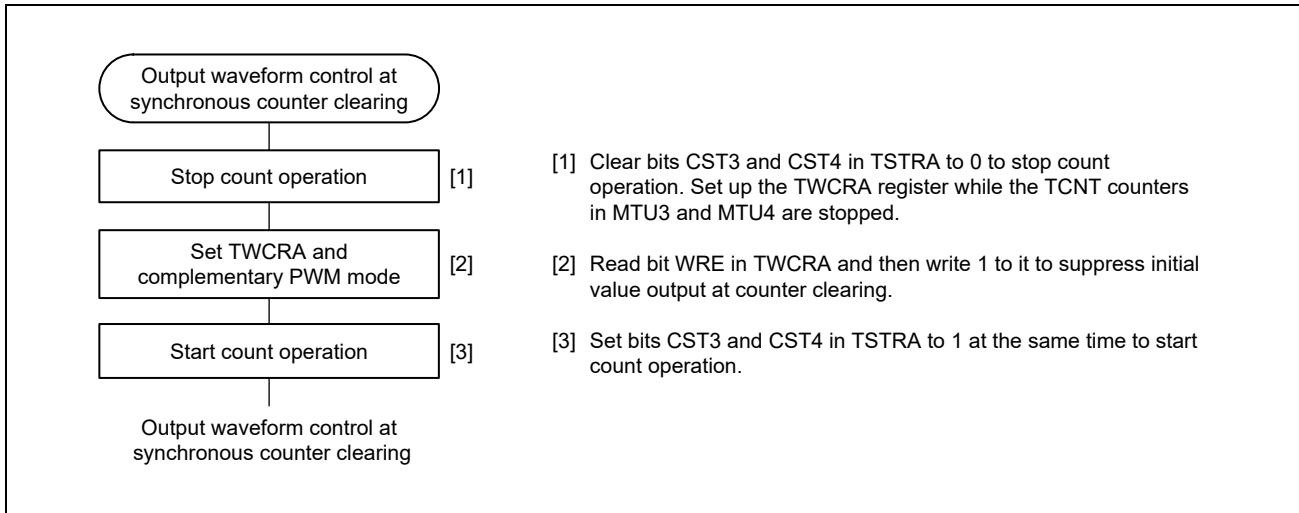 Output waveform control at
synchronous counter clearing
Stop count operation
[1]
[1] Clear bits CST3 and CST4 in TSTRA to 0 to stop count
operation. Set up the TWCRA register while the TCNT counters
in MTU3 and MTU4 are stopped.
Set TWCRA and
complementary PWM mode
[2]
[2] Read bit WRE in TWCRA and then write 1 to it to suppress initial
value output at counter clearing.
Start count operation
[3]
[3] Set bits CST3 and CST4 in TSTRA to 1 at the same time to start
count operation.
Output waveform control at
synchronous counter clearing